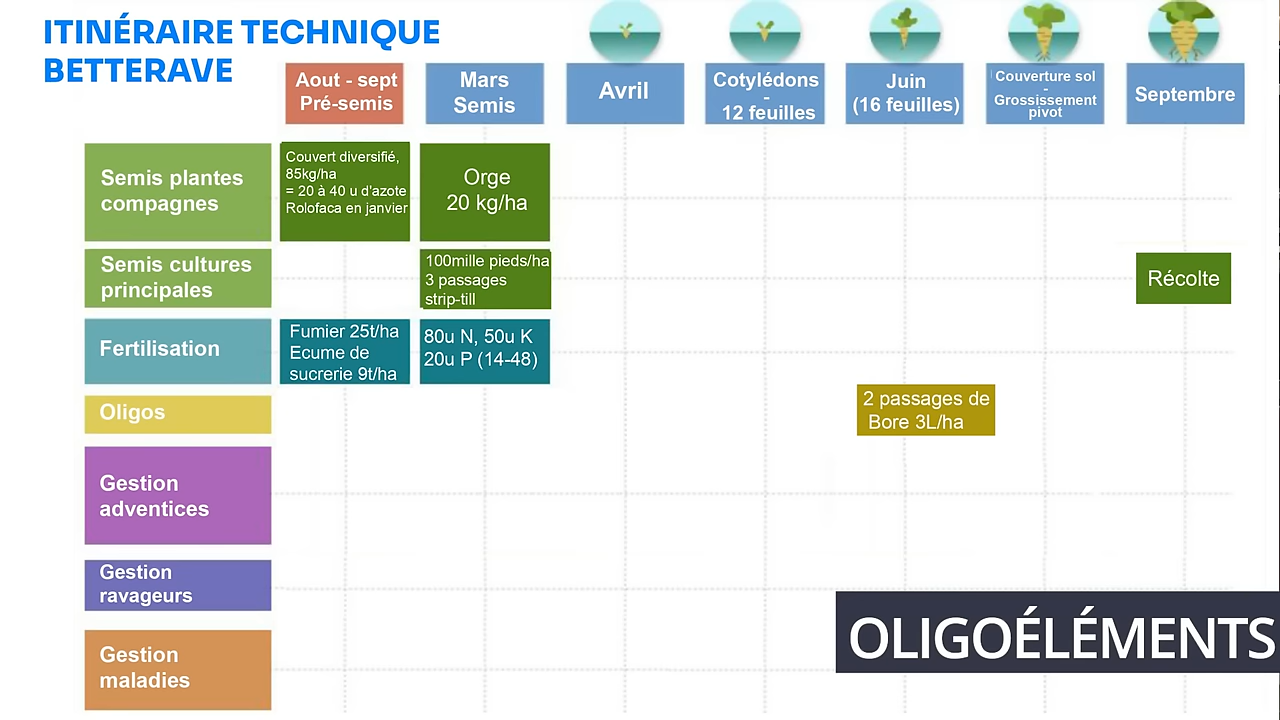 ITINÉRAIRE TECHNIQUE
BETTERAVE
Aout - sept
Pré-semis
Mars
Semis
Avril
Cotylédons
-
12 feuilles
Juin
(16 feuilles)
Couverture sol
-
Grossissement
pivot
Septembre
Semis plantes
compagnes
Couvert diversifié,
85kg/ha
= 20 à 40 u d'azote
Rolofaca en janvier
Orge
20 kg/ha
Semis cultures
principales
100mille pieds/ha
3 passages
strip-till
Récolte
Fertilisation
Fumier 25t/ha
Ecume de
sucrerie 9t/ha
80u N, 50u K
20u P (14-48)
Oligos
2 passages de
Bore 3L/ha
Gestion
adventices
Gestion
ravageurs
Gestion
maladies
OLIGOÉLÉMENTS